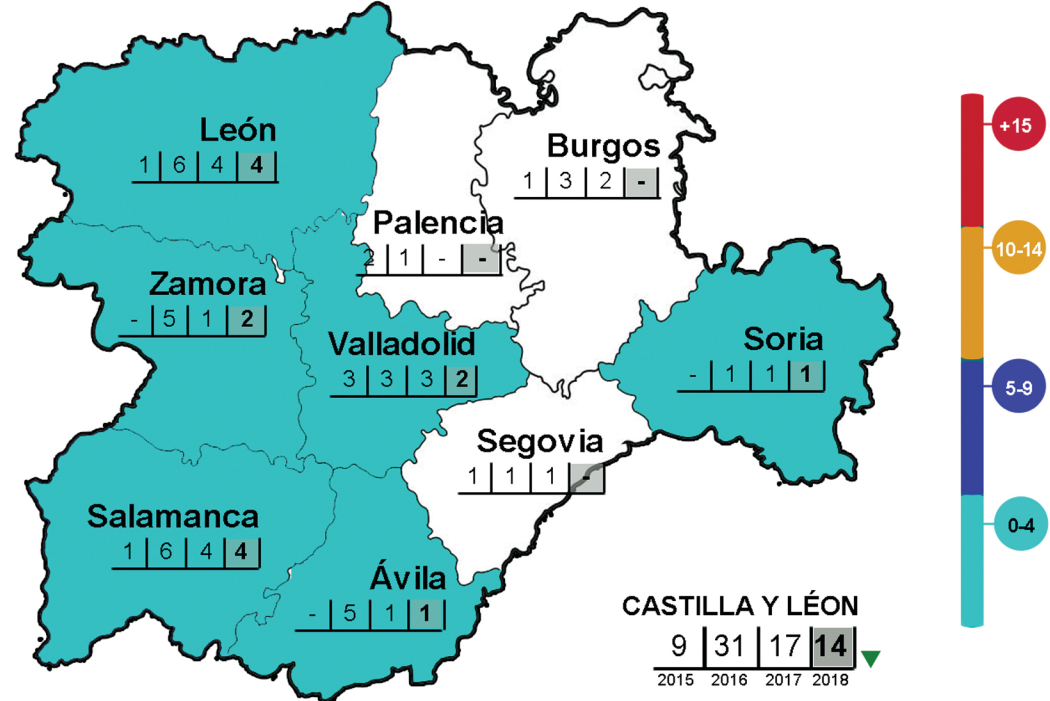 León
1 6 4 4
Burgos
1 3 2 -
Palencia
2 1 - -
Zamora
- 5 1 2
Valladolid
3 3 3 2
Soria
- 1 1 1
Segovia
1 1 1 -
Salamanca
1 6 4 4
Ávila
- 5 1 1
CASTILLA Y LÉON
9 31 17 14
2015 2016 2017 2018
+15
10-14
5-9
0-4